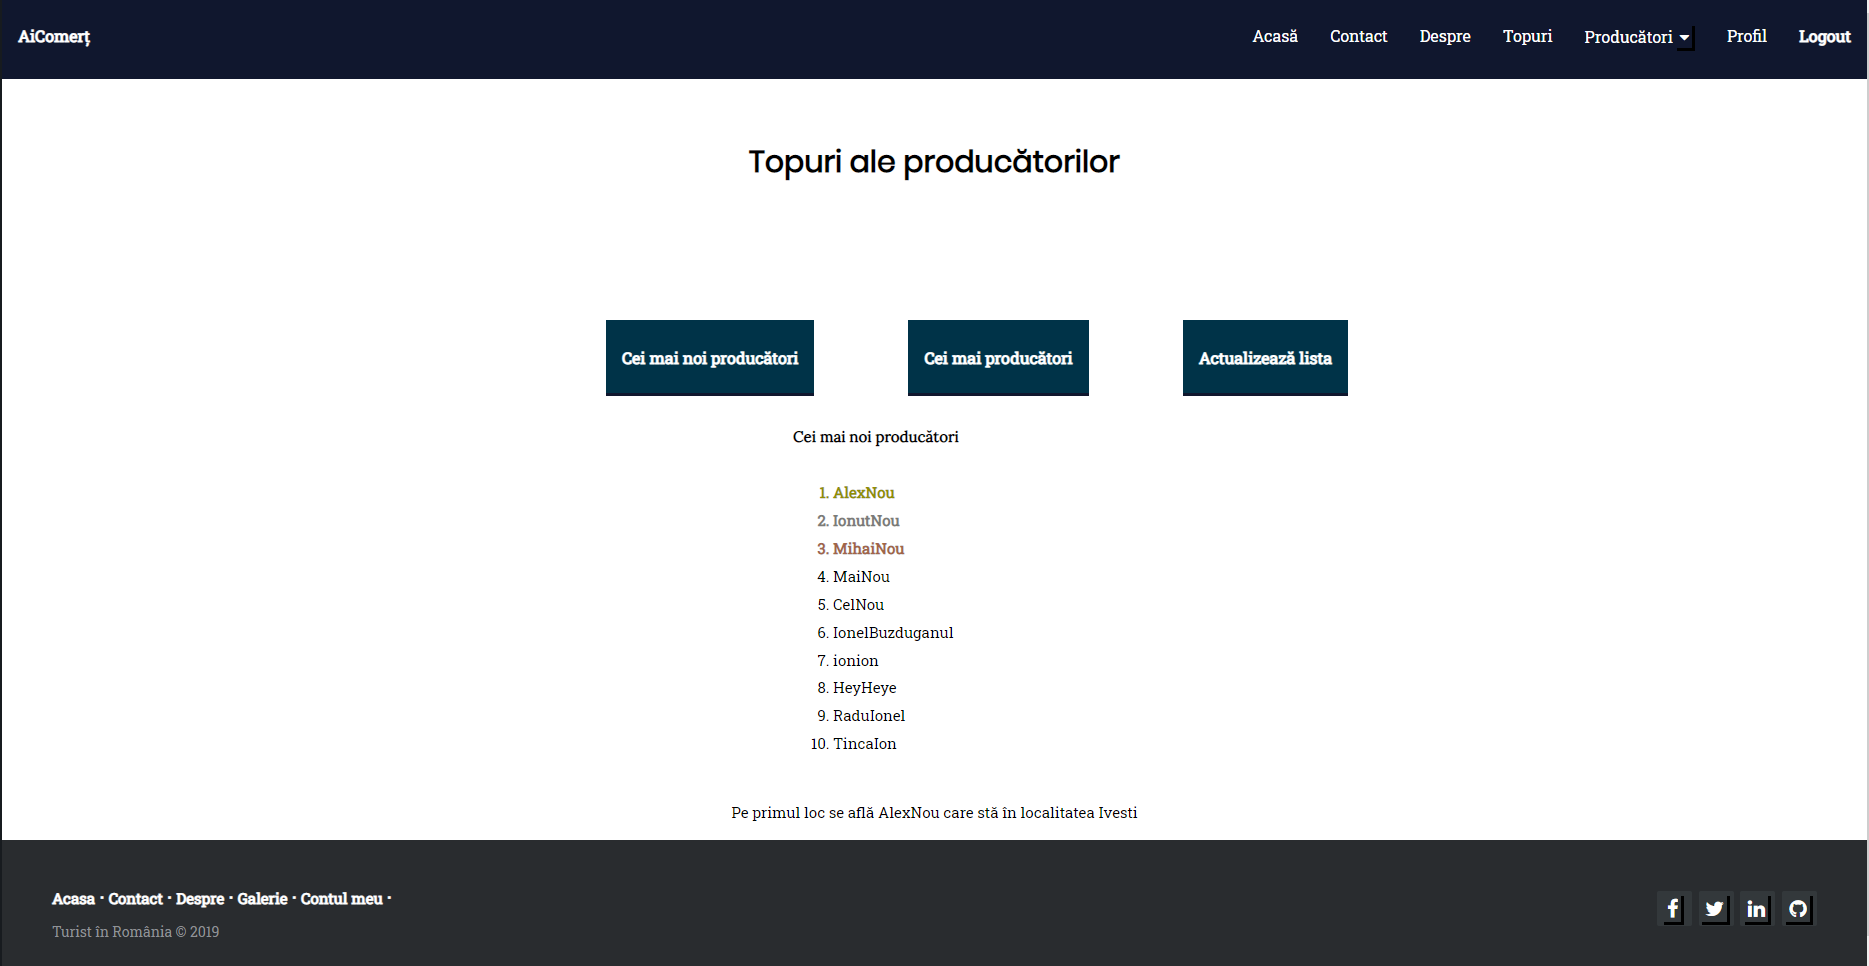 AiComerț
Acasă Contact Despre Topuri Producători Profil Logout
Topuri ale producătorilor
Cei mai noi producători Cei mai producători Actualizează lista
Cei mai noi producători
1. AlexNou
2. IonutNou
3. MihaiNou
4. MaiNou
5. CelNou
6. IonelBuzduganul
7. ionion
8. HeyHeye
9. RaduIonel
10. TincaIon
Pe primul loc se află AlexNou care stă în localitatea Ivesti
Acasa · Contact · Despre · Galerie · Contul meu ·
Turist în România © 2019